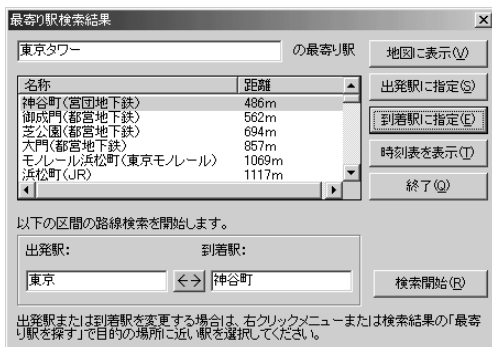 最寄り駅検索結果
東京タワー の最寄り駅
地図に表示(V)
出発駅に指定(S)
到着駅に指定(E)
時刻表を表示(T)
終了(Q)
名称 距離
神谷町(営団地下鉄) 486m
御成門(都営地下鉄) 562m
芝公園(都営地下鉄) 694m
大門(都営地下鉄) 857m
モノレール浜松町(東京モノレール) 1069m
浜松町(JR) 1117m
以下の区間の路線検索を開始します。
出発駅: 到着駅:
東京 <-> 神谷町
検索開始(R)
出発駅または到着駅を変更する場合は、右クリックメニューまたは検索結果の「最寄
り駅を探す」で目的の場所に近い駅を選択してください。